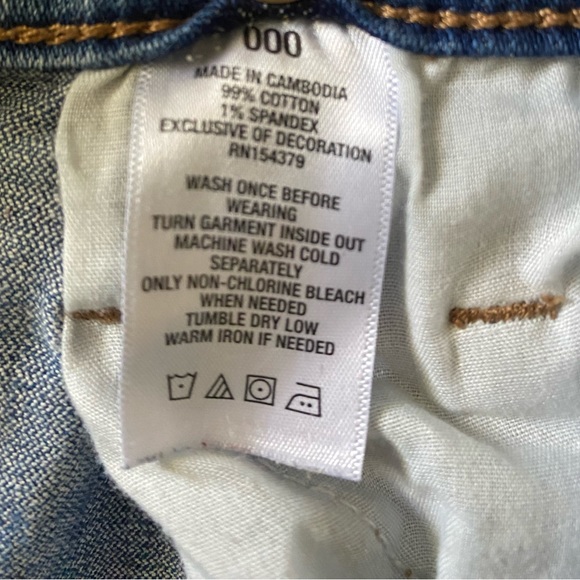 000
MADE IN CAMBODIA
99% COTTON
1% SPANDEX
EXCLUSIVE OF DECORATION
RN154379
WASH ONCE BEFORE
WEARING
TURN GARMENT INSIDE OUT
MACHINE WASH COLD
SEPARATELY
ONLY NON-CHLORINE BLEACH
WHEN NEEDED
TUMBLE DRY LOW
WARM IRON IF NEEDED